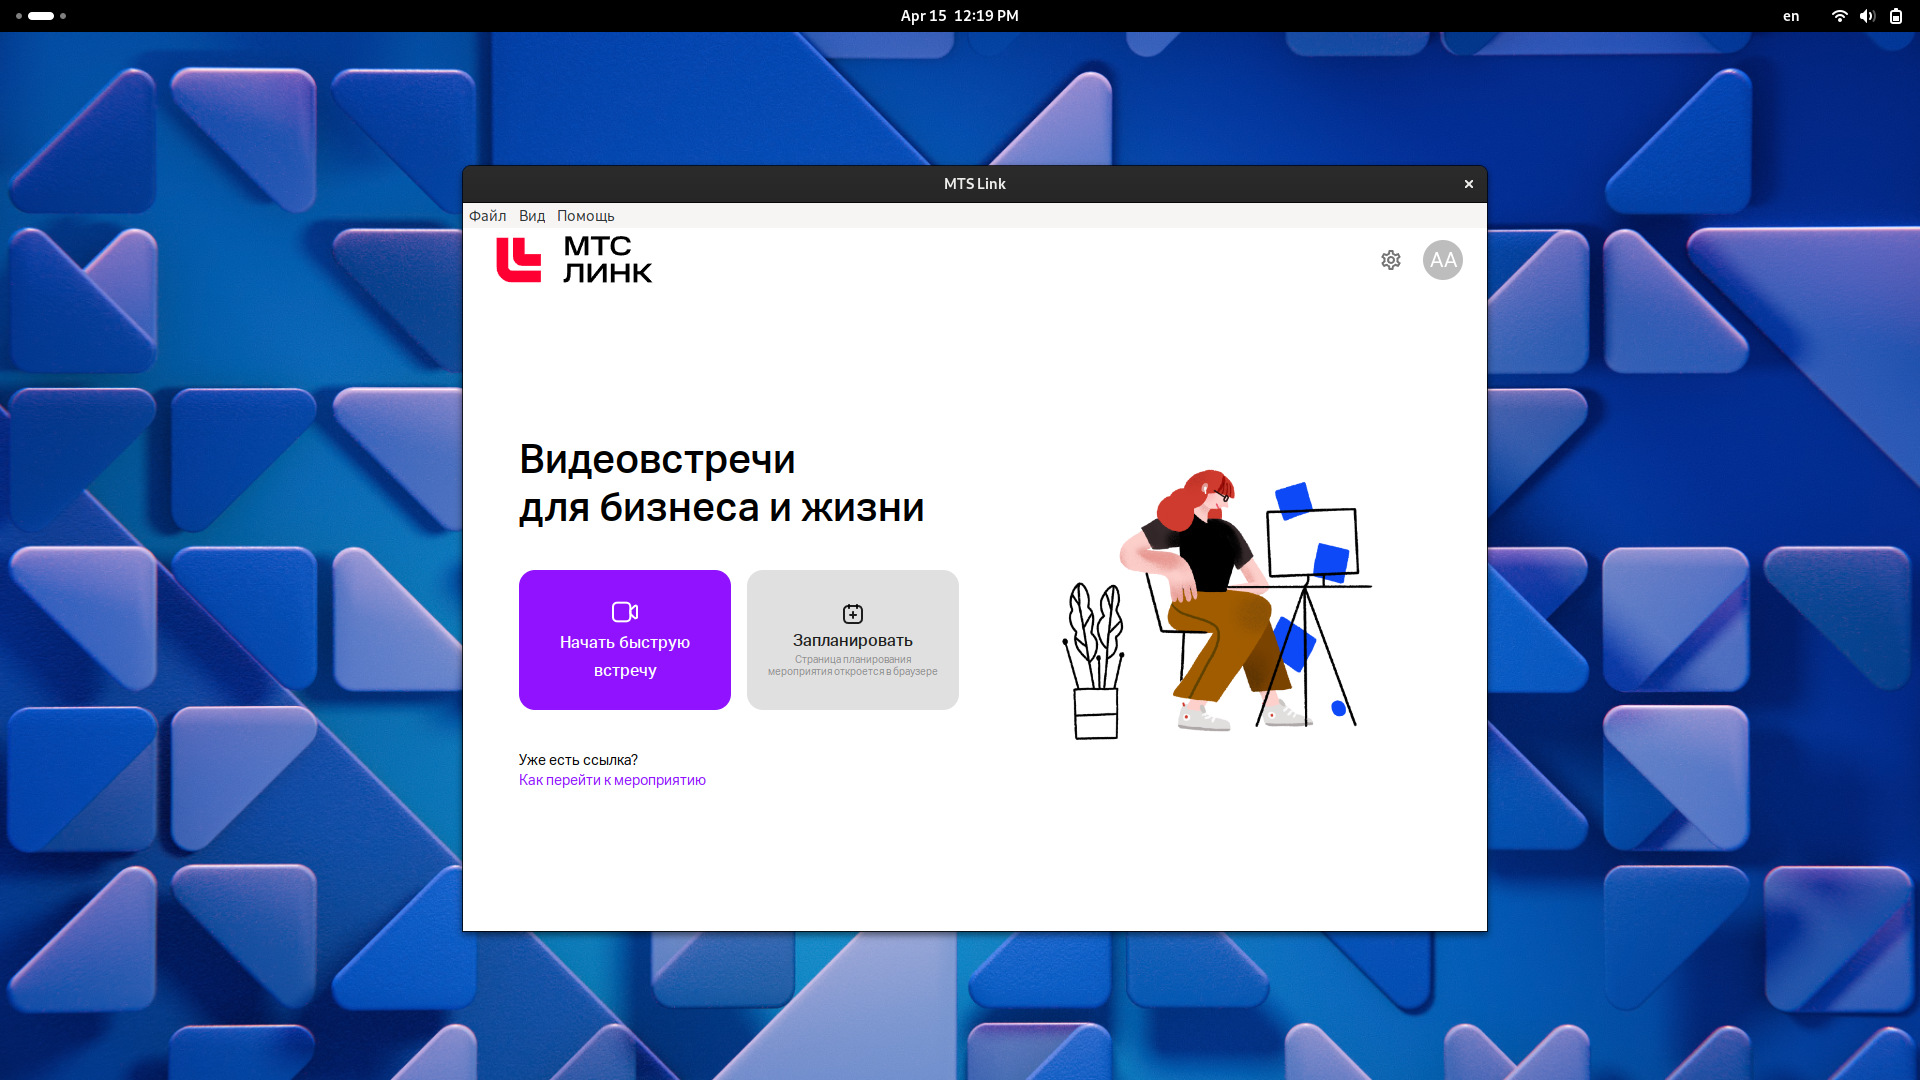 Apr 15 12:19 PM
en
MTS Link
Файл Вид Помощь
МТС
ЛИНК
AA
Видеовстречи
для бизнеса и жизни
Начать быструю
встречу
Запланировать
Страница планирования
мероприятия откроется в браузере
Уже есть ссылка?
Как перейти к мероприятию